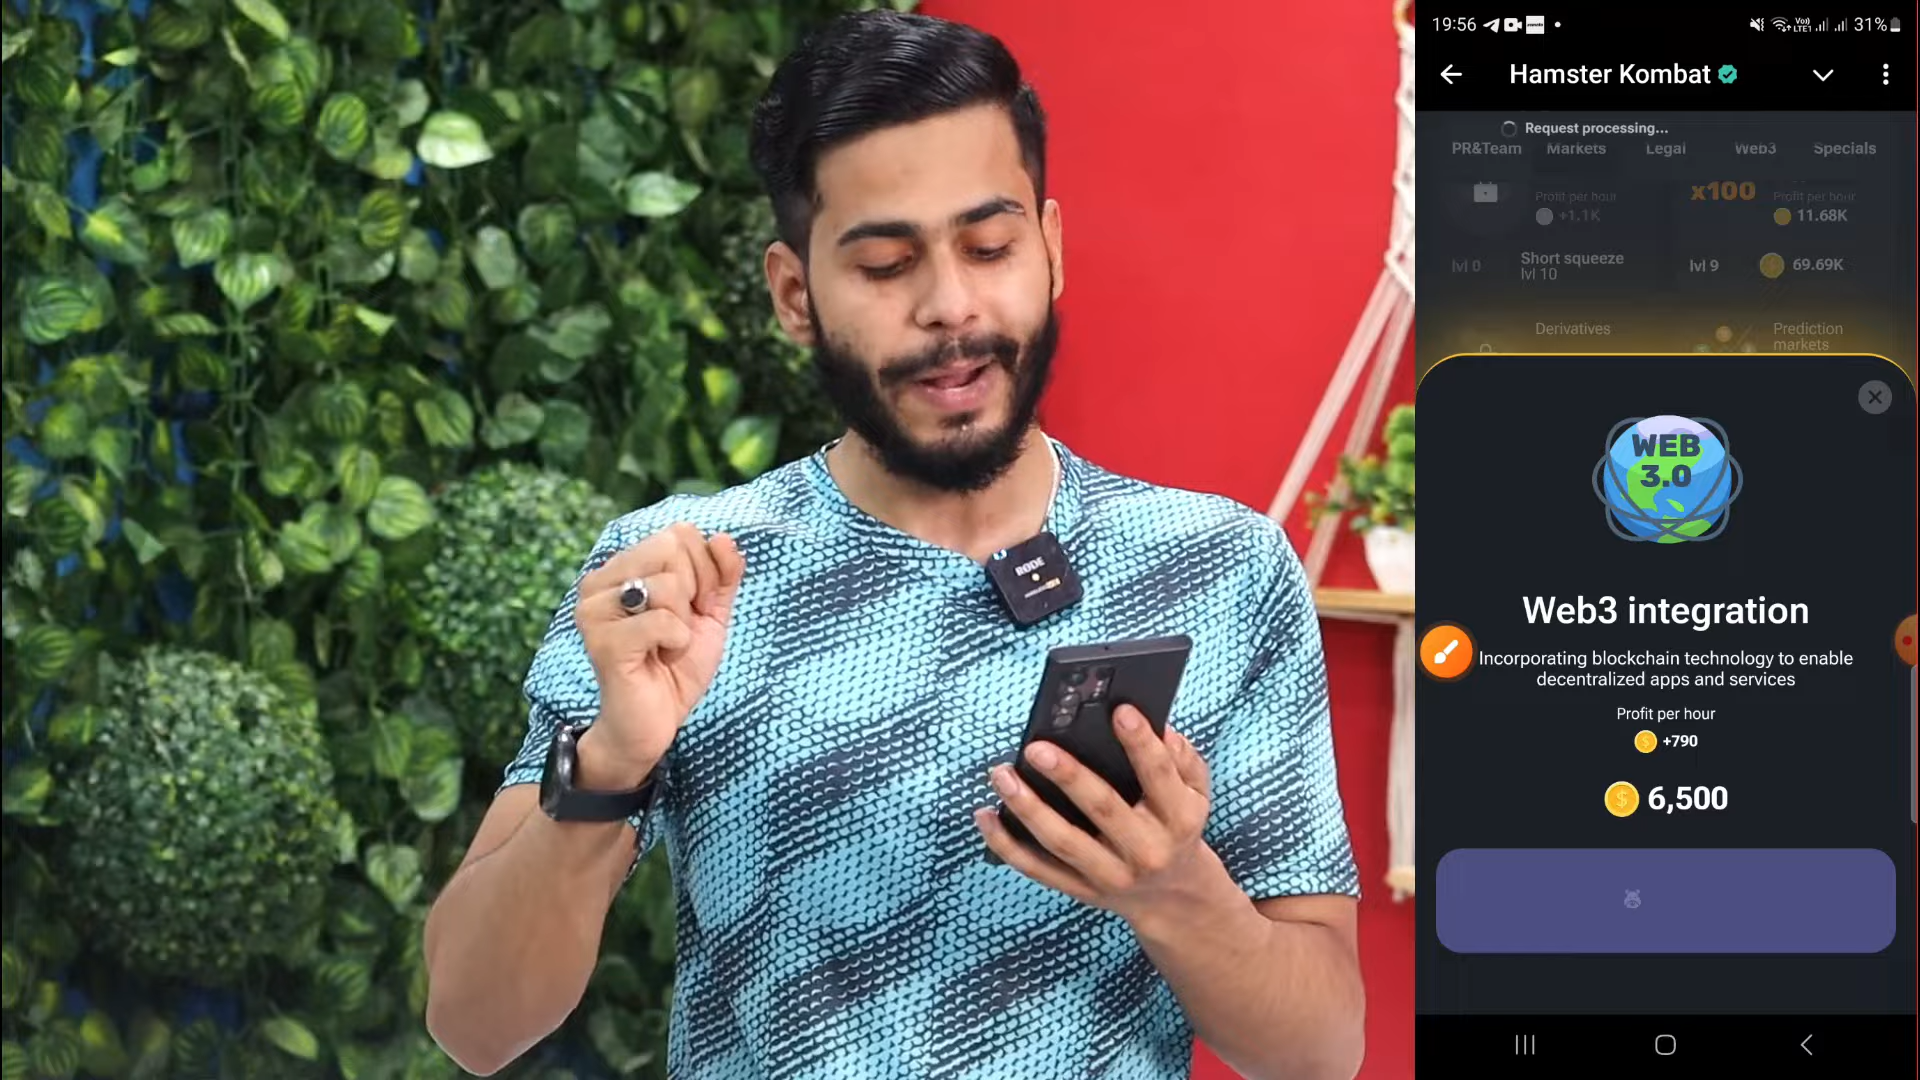 19:56
Voi)
LTE1
31%
Hamster Kombat
Request processing...
PR&Team Markets Legal Web3 Specials
x100
Profit per hour
+1.1K
Profit per hour
11.68K
lvl 0
Short squeeze
lvl 10
lvl 9
69.69K
Derivatives
Prediction
markets
WEB
3.0
Web3 integration
Incorporating blockchain technology to enable
decentralized apps and services
Profit per hour
+790
6,500
RODE